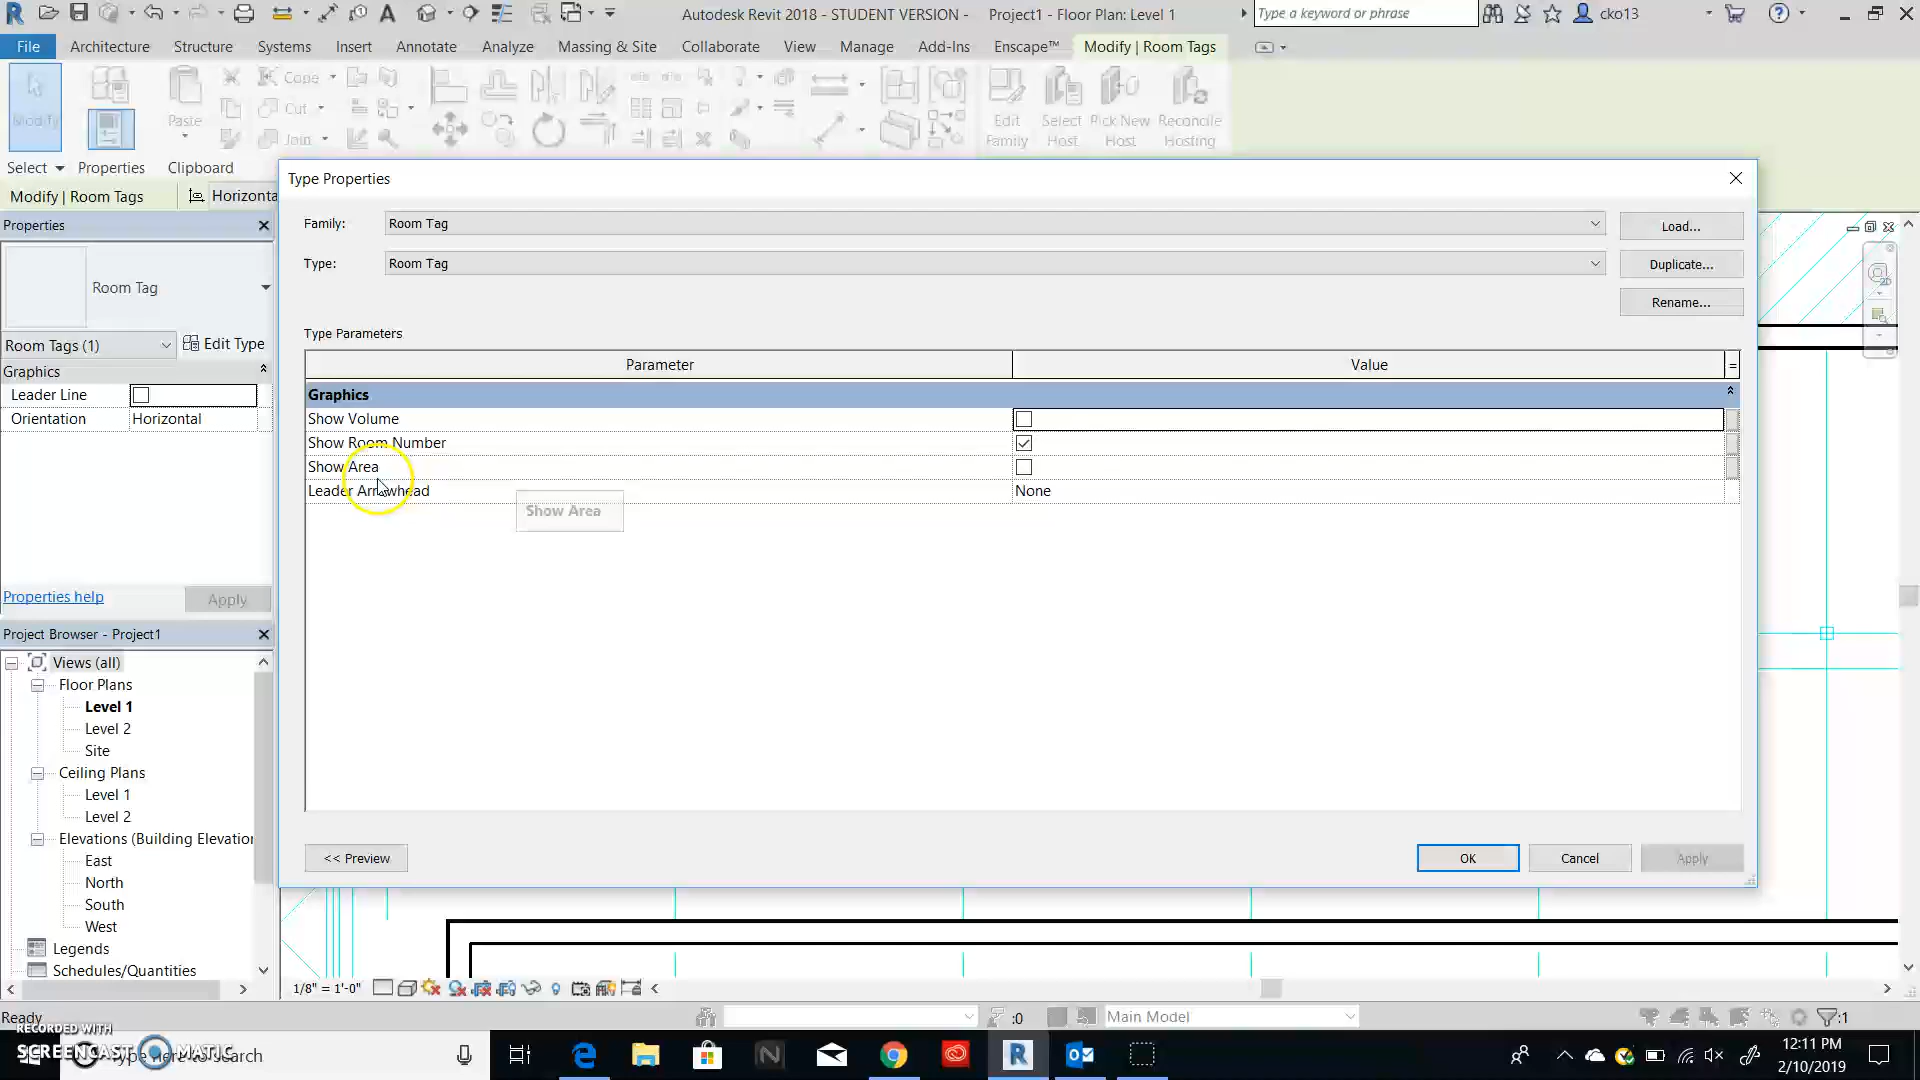 Autodesk Revit 2018 - STUDENT VERSION - Project1 - Floor Plan: Level 1
Type a keyword or phrase
cko13
File Architecture Structure Systems Insert Annotate Analyze Massing & Site Collaborate View Manage Add-Ins Enscape™ Modify | Room Tags
Modify
Paste
Cope
Cut
Join
Edit Family
Select Host
Pick New Host
Reconcile Hosting
Select Properties Clipboard
Modify | Room Tags Horizonta
Properties
Room Tag
Room Tags (1) Edit Type
Graphics
Leader Line
Orientation Horizontal
Properties help Apply
Project Browser - Project1
Views (all)
Floor Plans
Level 1
Level 2
Site
Ceiling Plans
Level 1
Level 2
Elevations (Building Elevation
East
North
South
West
Legends
Schedules/Quantities
Type Properties
Family: Room Tag Load...
Type: Room Tag Duplicate...
Rename...
Type Parameters
Parameter Value =
Graphics
Show Volume
Show Room Number
Show Area
Leader Arrowhead None
Show Area
<< Preview OK Cancel Apply
1/8" = 1'-0"
Ready :0 Main Model :1
RECORDED WITH
SCREENCAST MATIC
Type here to search
12:11 PM
2/10/2019